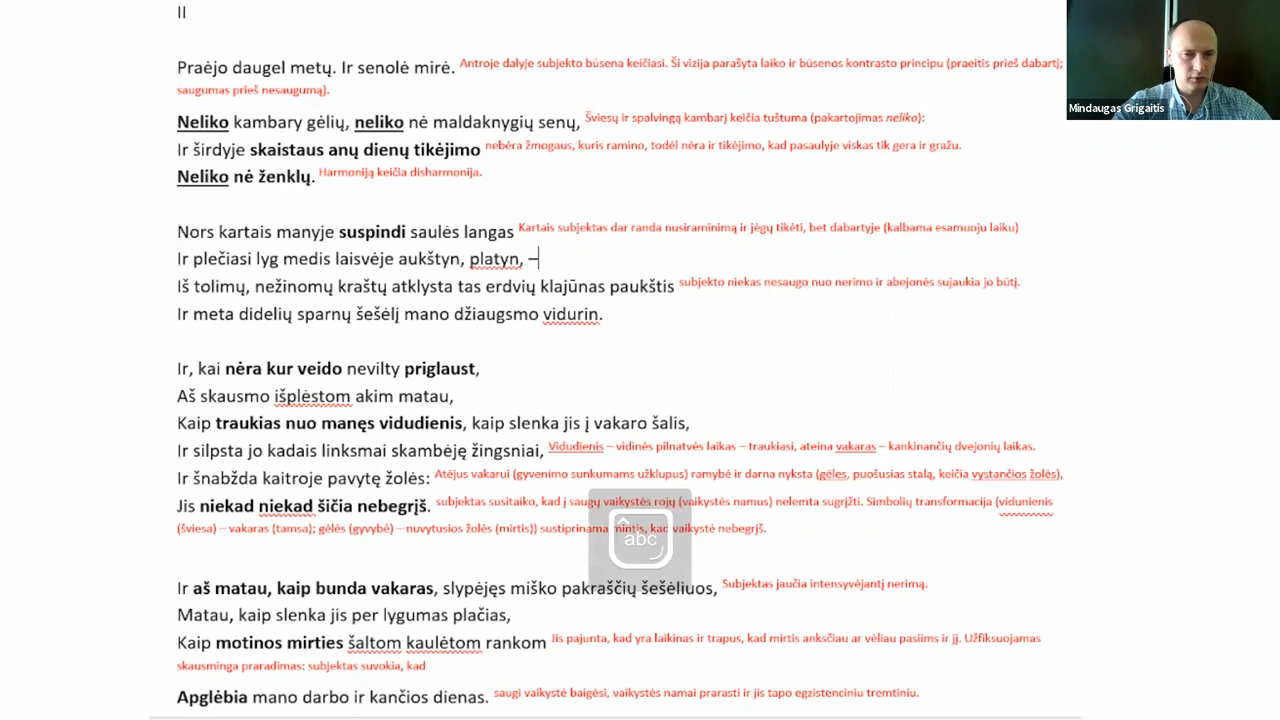 II
Praėjo daugel metų. Ir senolė mirė. Antroje dalyje subjekto būsena keičiasi. Ši vizija parašyta laiko ir būsenos kontrasto principu (praeitis prieš dabartį;
saugumas prieš nesaugumą).
Mindaugas Grigaitis
Neliko kambary gėlių, neliko nė maldaknygių senų, Šviesų ir spalvingą kambarį keičia tuštuma (pakartojimas neliko):
Ir širdyje skaistaus anų dienų tikėjimo nebėra žmogaus, kuris ramino, todėl nėra ir tikėjimo, kad pasaulyje viskas tik gera ir gražu.
Neliko nė ženklų. Harmoniją keičia disharmonija.
Nors kartais manyje suspindi saulės langas Kartais subjektas dar randa nusiraminimą ir jėgų tikėti, bet dabartyje (kalbama esamuoju laiku)
Ir plečiasi lyg medis laisvėje aukštyn, platyn, –
Iš tolimų, nežinomų kraštų atklysta tas erdvių klajūnas paukštis subjekto niekas nesaugo nuo nerimo ir abejonės sujaukia jo būtį.
Ir meta didelių sparnų šešėlį mano džiaugsmo vidurin.
Ir, kai nėra kur veido nevilty priglaust,
Aš skausmo išplėstom akim matau,
Kaip traukias nuo manęs vidudienis, kaip slenka jis į vakaro šalis,
Ir silpsta jo kadais linksmai skambėję žingsniai, Vidudienis – vidinės pilnatvės laikas – traukiasi, ateina vakaras – kankinančių dvejonių laikas.
Ir šnabžda kaitroje pavytę žolės: Atėjus vakarui (gyvenimo sunkumams užklupus) ramybė ir darna nyksta (gėles, puošusias stalą, keičia vystančios žolės),
Jis niekad niekad šičia nebegrįš. subjektas susitaiko, kad į saugų vaikystės rojų (vaikystės namus) nelemta sugrįžti. Simbolių transformacija (vidunienis
(šviesa) – vakaras (tamsa); gėlės (gyvybė) – nuvytusios žolės (mirtis)) sustiprinama mintis, kad vaikystė nebegrįš.
abc
Ir aš matau, kaip bunda vakaras, slypėjęs miško pakraščių šešėliuos, Subjektas jaučia intensyvėjantį nerimą.
Matau, kaip slenka jis per lygumas plačias,
Kaip motinos mirties šaltom kaulėtom rankom Jis pajunta, kad yra laikinas ir trapus, kad mirtis anksčiau ar vėliau pasiims ir jį. Užfiksuojamas
skausminga praradimas: subjektas suvokia, kad
Apglėbia mano darbo ir kančios dienas. saugi vaikystė baigėsi, vaikystės namai prarasti ir jis tapo egzistenciniu tremtiniu.